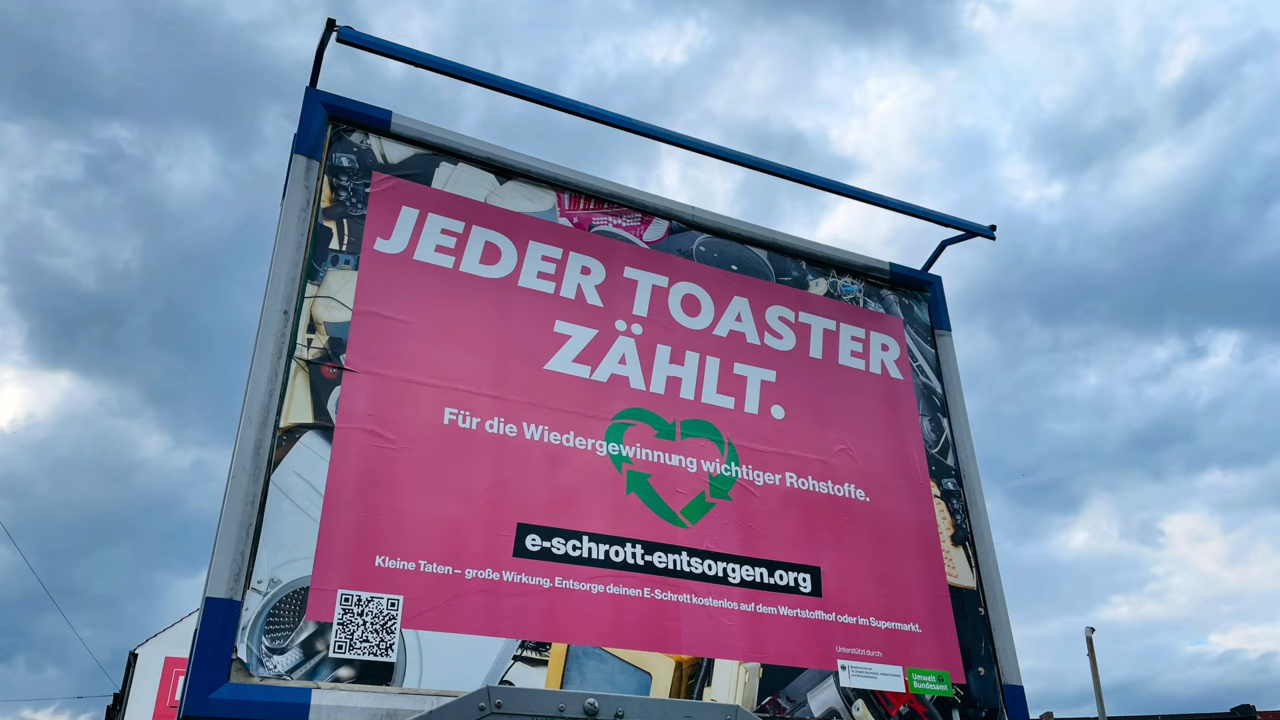 JEDER TOASTER
ZÄHLT.
Für die Wiedergewinnung wichtiger Rohstoffe.
e-schrott-entsorgen.org
Kleine Taten – große Wirkung. Entsorge deinen E-Schrott kostenlos auf dem Wertstoffhof oder im Supermarkt.
Unterstützt durch:
Umwelt
Bundesamt